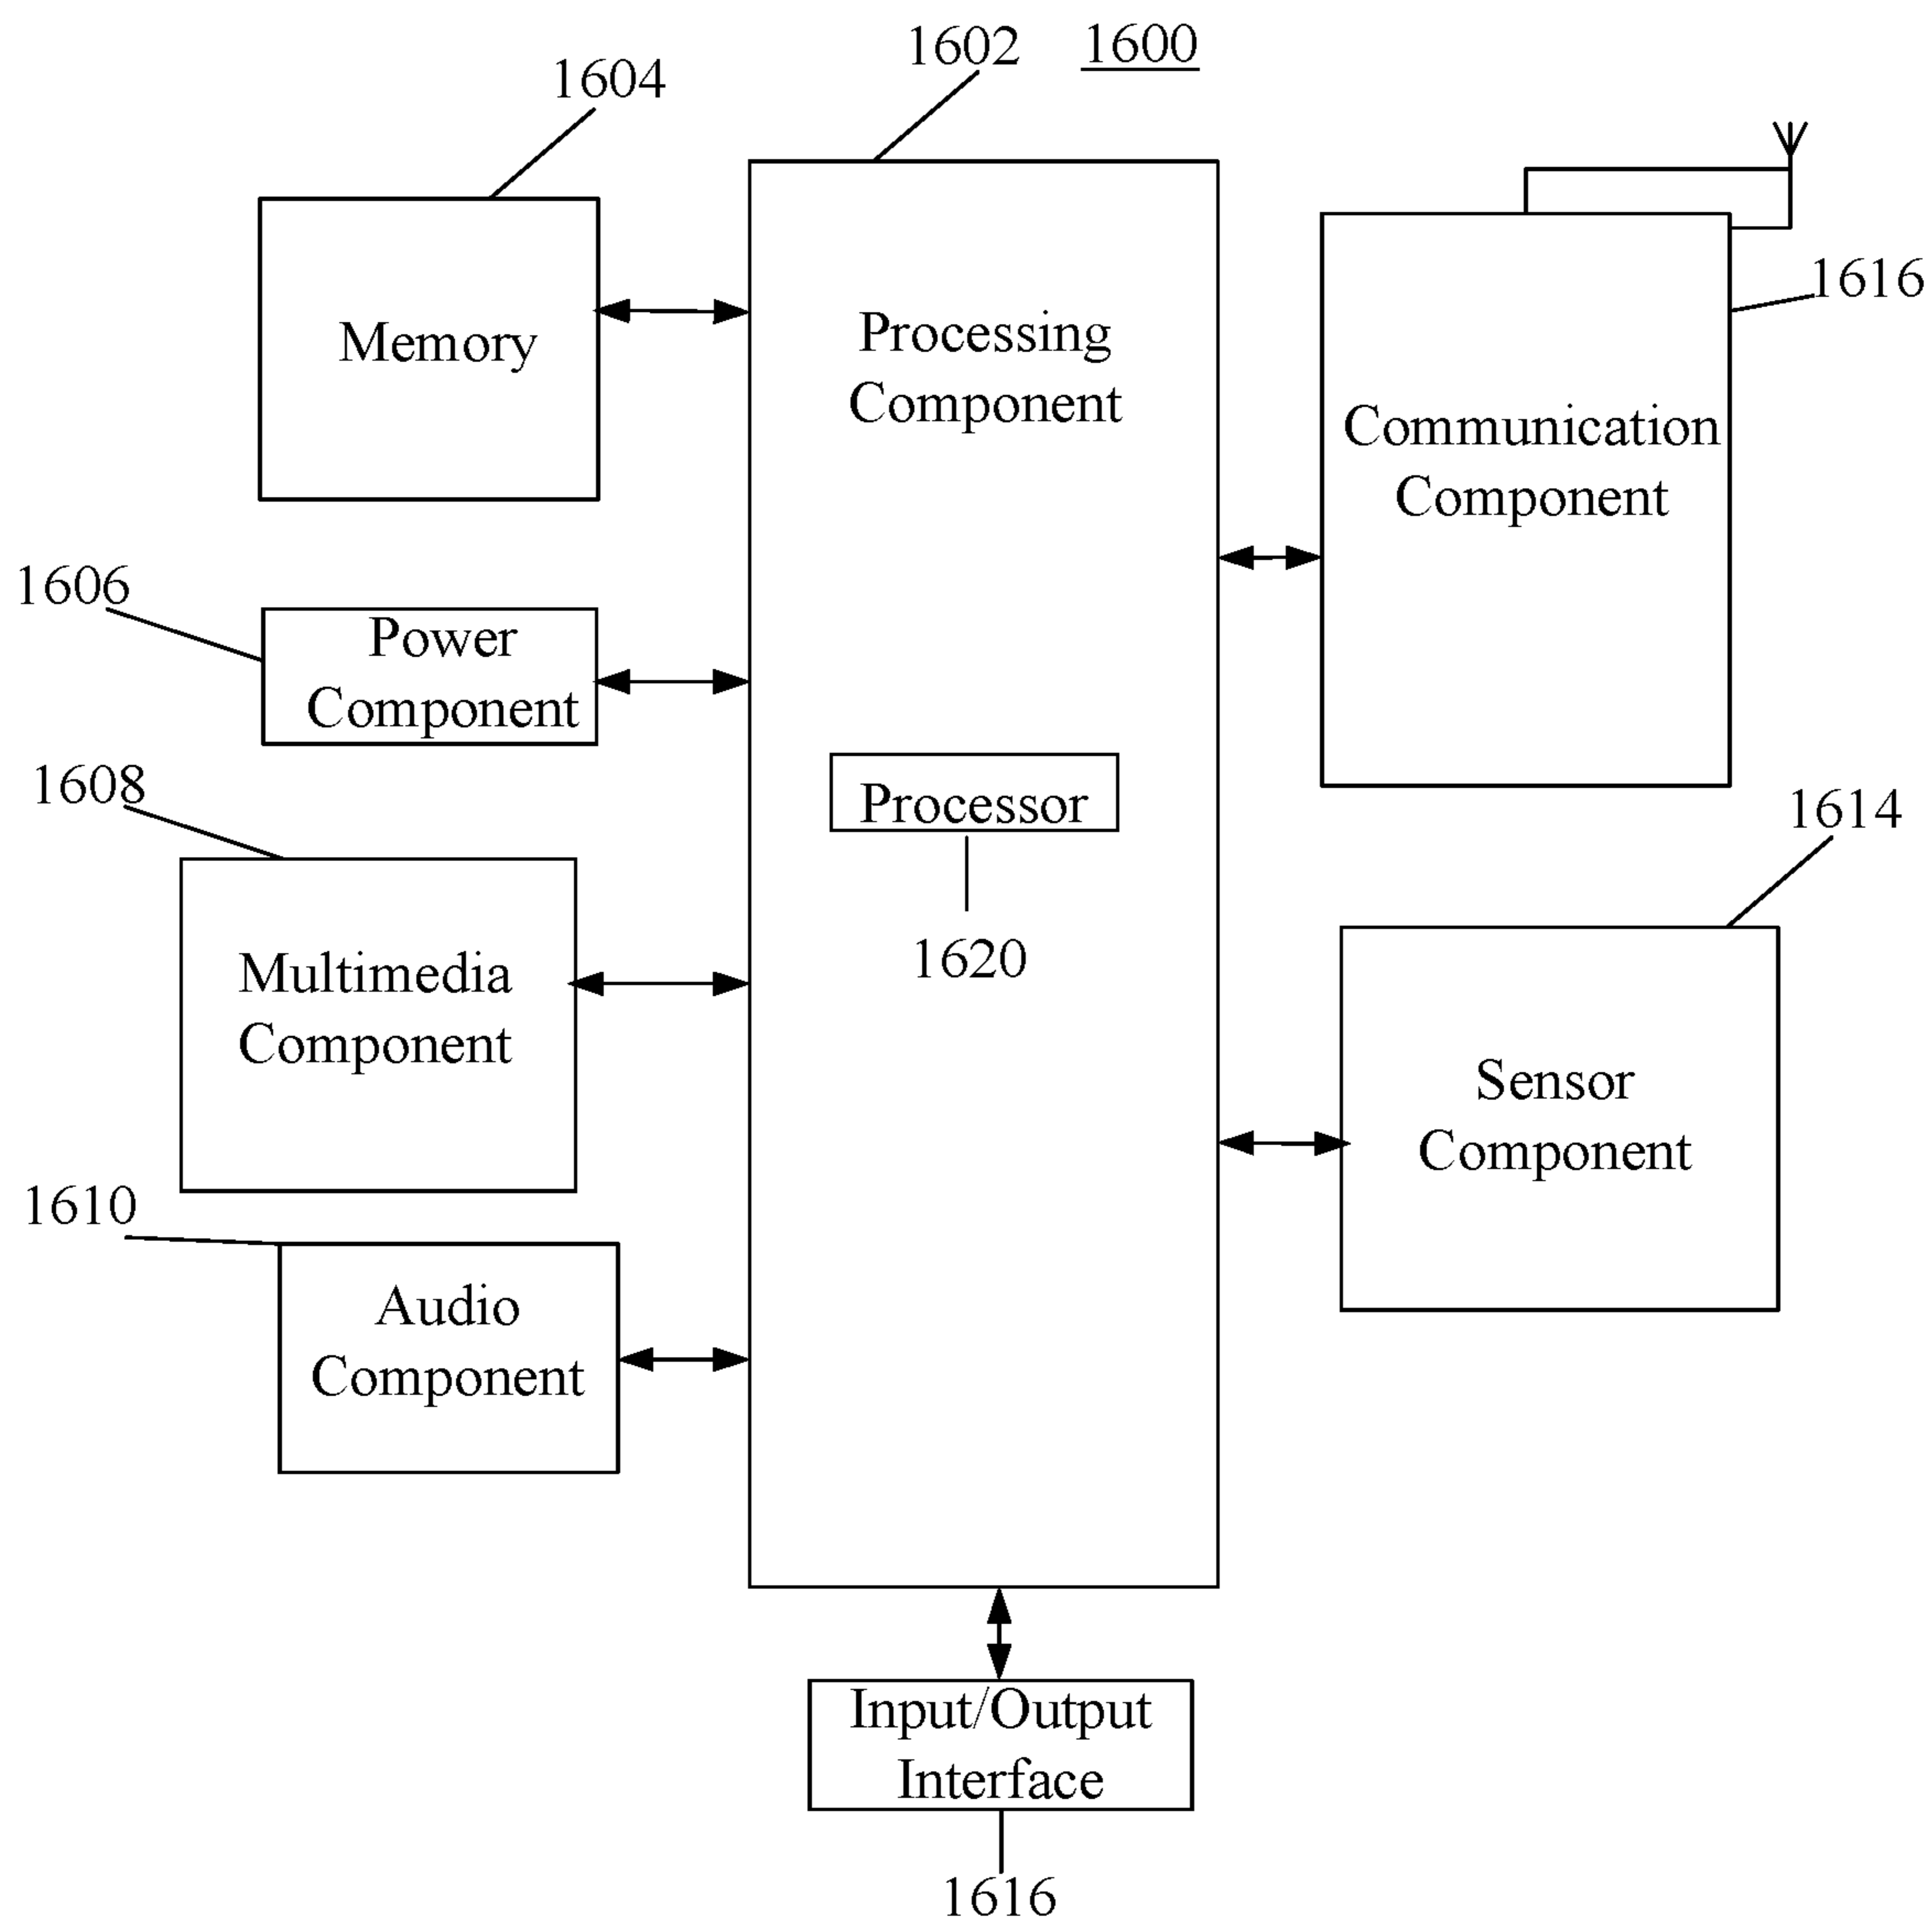 1602
1600
1604
1616
Memory
Processing
Component
Communication
Component
1606
Power
Component
1608
Processor
1614
1620
Multimedia
Component
Sensor
Component
1610
Audio
Component
Input/Output
Interface
1616